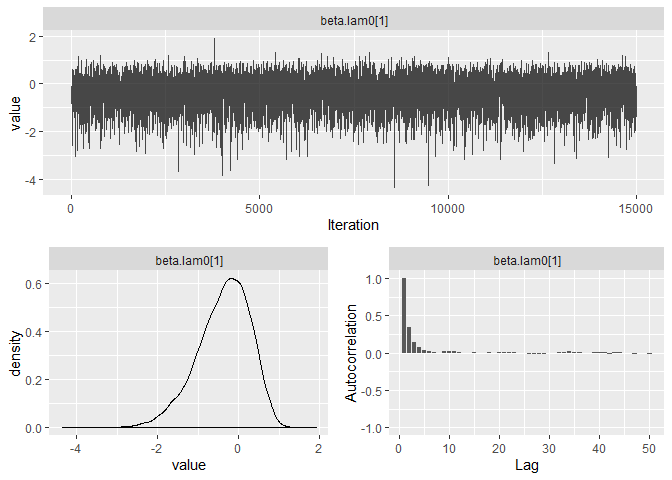 beta.lam0[1]
2
0
-2
-4
value
0 5000 10000 15000
Iteration
beta.lam0[1]
0.6
0.4
0.2
0.0
density
-4 -2 0 2
value
beta.lam0[1]
1.0
0.5
0.0
-0.5
-1.0
Autocorrelation
0 10 20 30 40 50
Lag